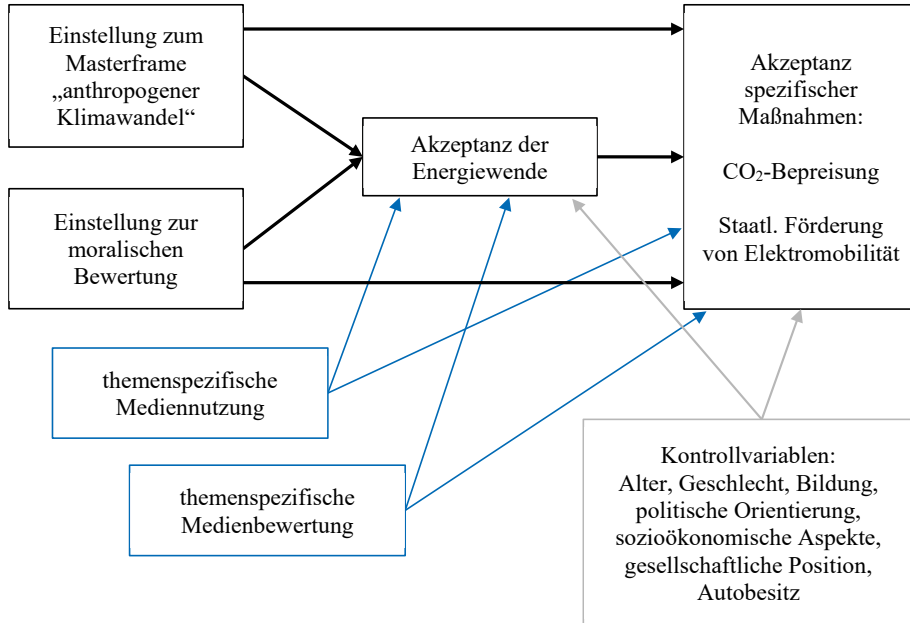 Einstellung zum
Masterframe
„anthropogener
Klimawandel“
Einstellung zur
moralischen
Bewertung
Akzeptanz der
Energiewende
Akzeptanz
spezifischer
Maßnahmen:
CO₂-Bepreisung
Staatl. Förderung
von Elektromobilität
themenspezifische
Mediennutzung
themenspezifische
Medienbewertung
Kontrollvariablen:
Alter, Geschlecht, Bildung,
politische Orientierung,
sozioökonomische Aspekte,
gesellschaftliche Position,
Autobesitz